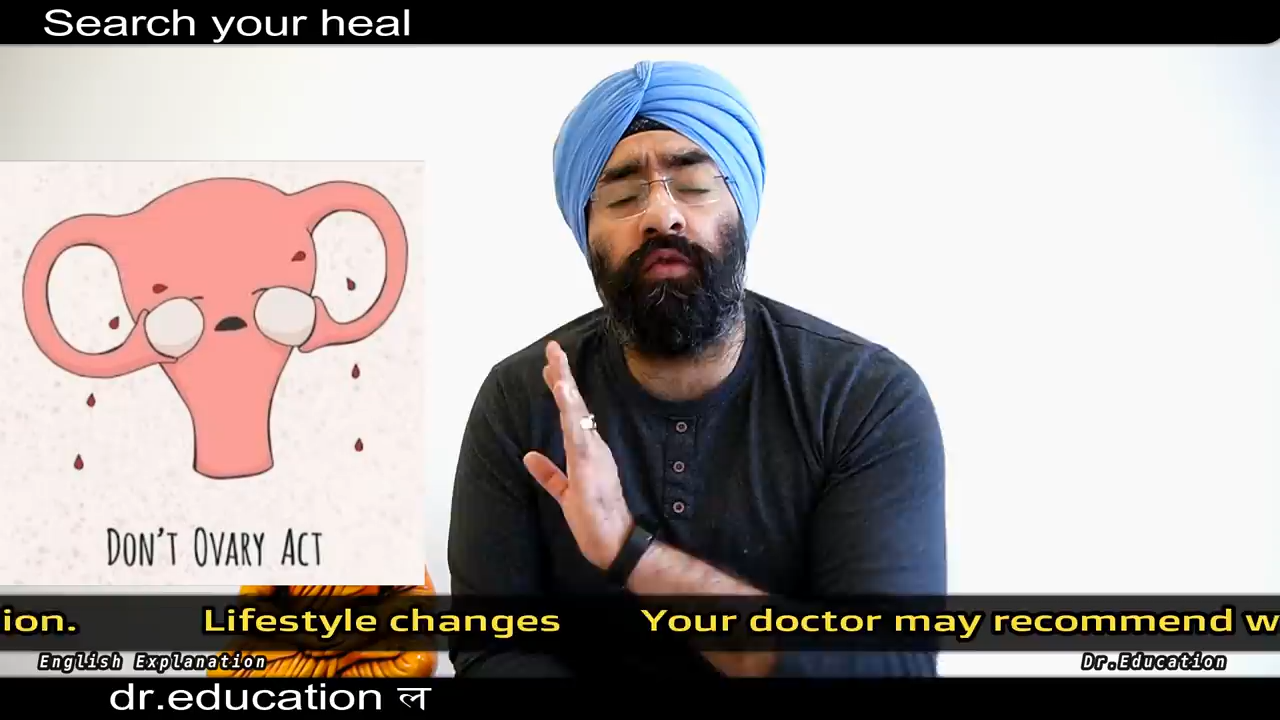 Search your heal
DON'T OVARY ACT
ion. Lifestyle changes Your doctor may recommend w
English Explanation
Dr.Education
dr.education ल